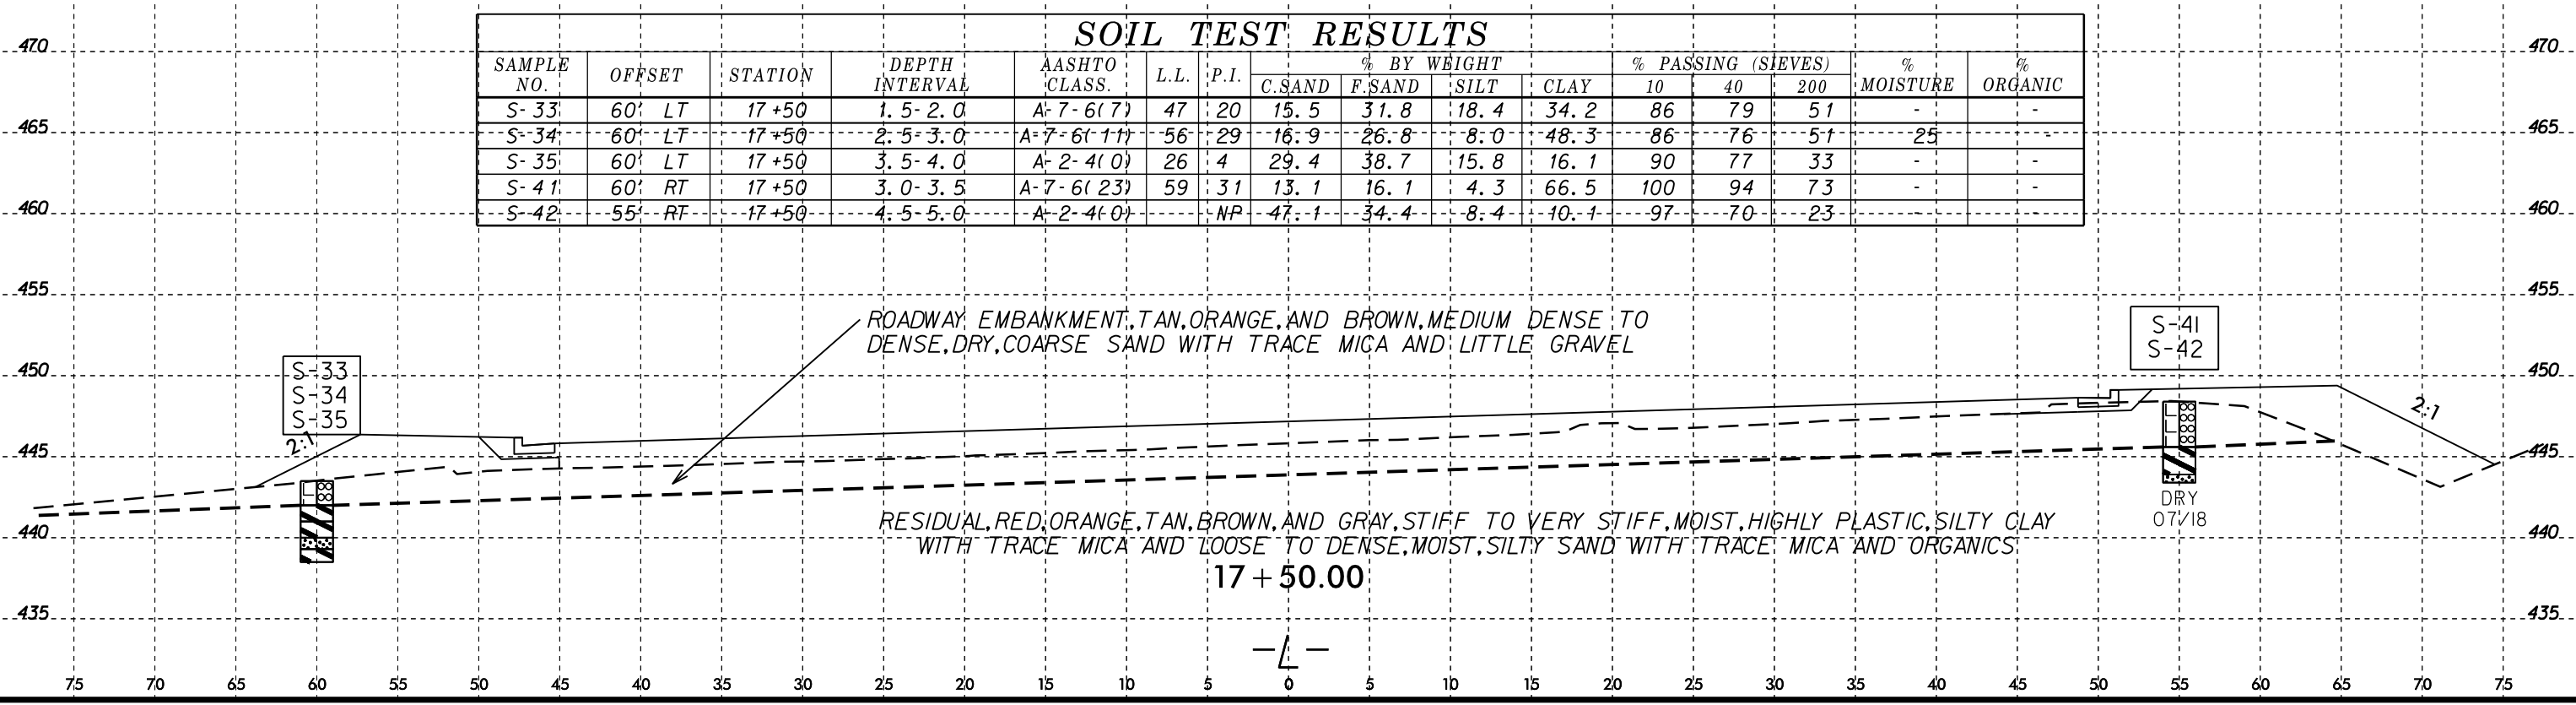 SOIL TEST RESULTS
SAMPLE NO. OFFSET STATION DEPTH INTERVAL AASHTO CLASS. L.L. P.I. % BY WEIGHT % PASSING (SIEVES) % MOISTURE % ORGANIC
C.SAND F.SAND SILT CLAY 10 40 200
S-33 60' LT 17+50 1.5-2.0 A-7-6(7) 47 20 15.5 31.8 18.4 34.2 86 79 51 - -
S-34 60' LT 17+50 2.5-3.0 A-7-6(11) 56 29 16.9 26.8 8.0 48.3 86 76 51 25 -
S-35 60' LT 17+50 3.5-4.0 A-2-4(0) 26 4 29.4 38.7 15.8 16.1 90 77 33 - -
S-41 60' RT 17+50 3.0-3.5 A-7-6(23) 59 31 13.1 16.1 4.3 66.5 100 94 73 - -
S-42 55' RT 17+50 4.5-5.0 A-2-4(0) NP 47.1 34.4 8.4 10.1 97 70 23 - -
470 470
465 465
460 460
455 455
ROADWAY EMBANKMENT,TAN,ORANGE,AND BROWN,MEDIUM DENSE TO
DENSE,DRY,COARSE SAND WITH TRACE MICA AND LITTLE GRAVEL
S-41
S-42
450 450
S-33
S-34
S-35
2:1
2:1
445 445
DRY
07/18
RESIDUAL,RED,ORANGE,TAN,BROWN,AND GRAY,STIFF TO VERY STIFF,MOIST,HIGHLY PLASTIC,SILTY CLAY
WITH TRACE MICA AND LOOSE TO DENSE,MOIST,SILTY SAND WITH TRACE MICA AND ORGANICS
440 440
17+50.00
435 435
-L-
75 70 65 60 55 50 45 40 35 30 25 20 15 10 5 0 5 10 15 20 25 30 35 40 45 50 55 60 65 70 75